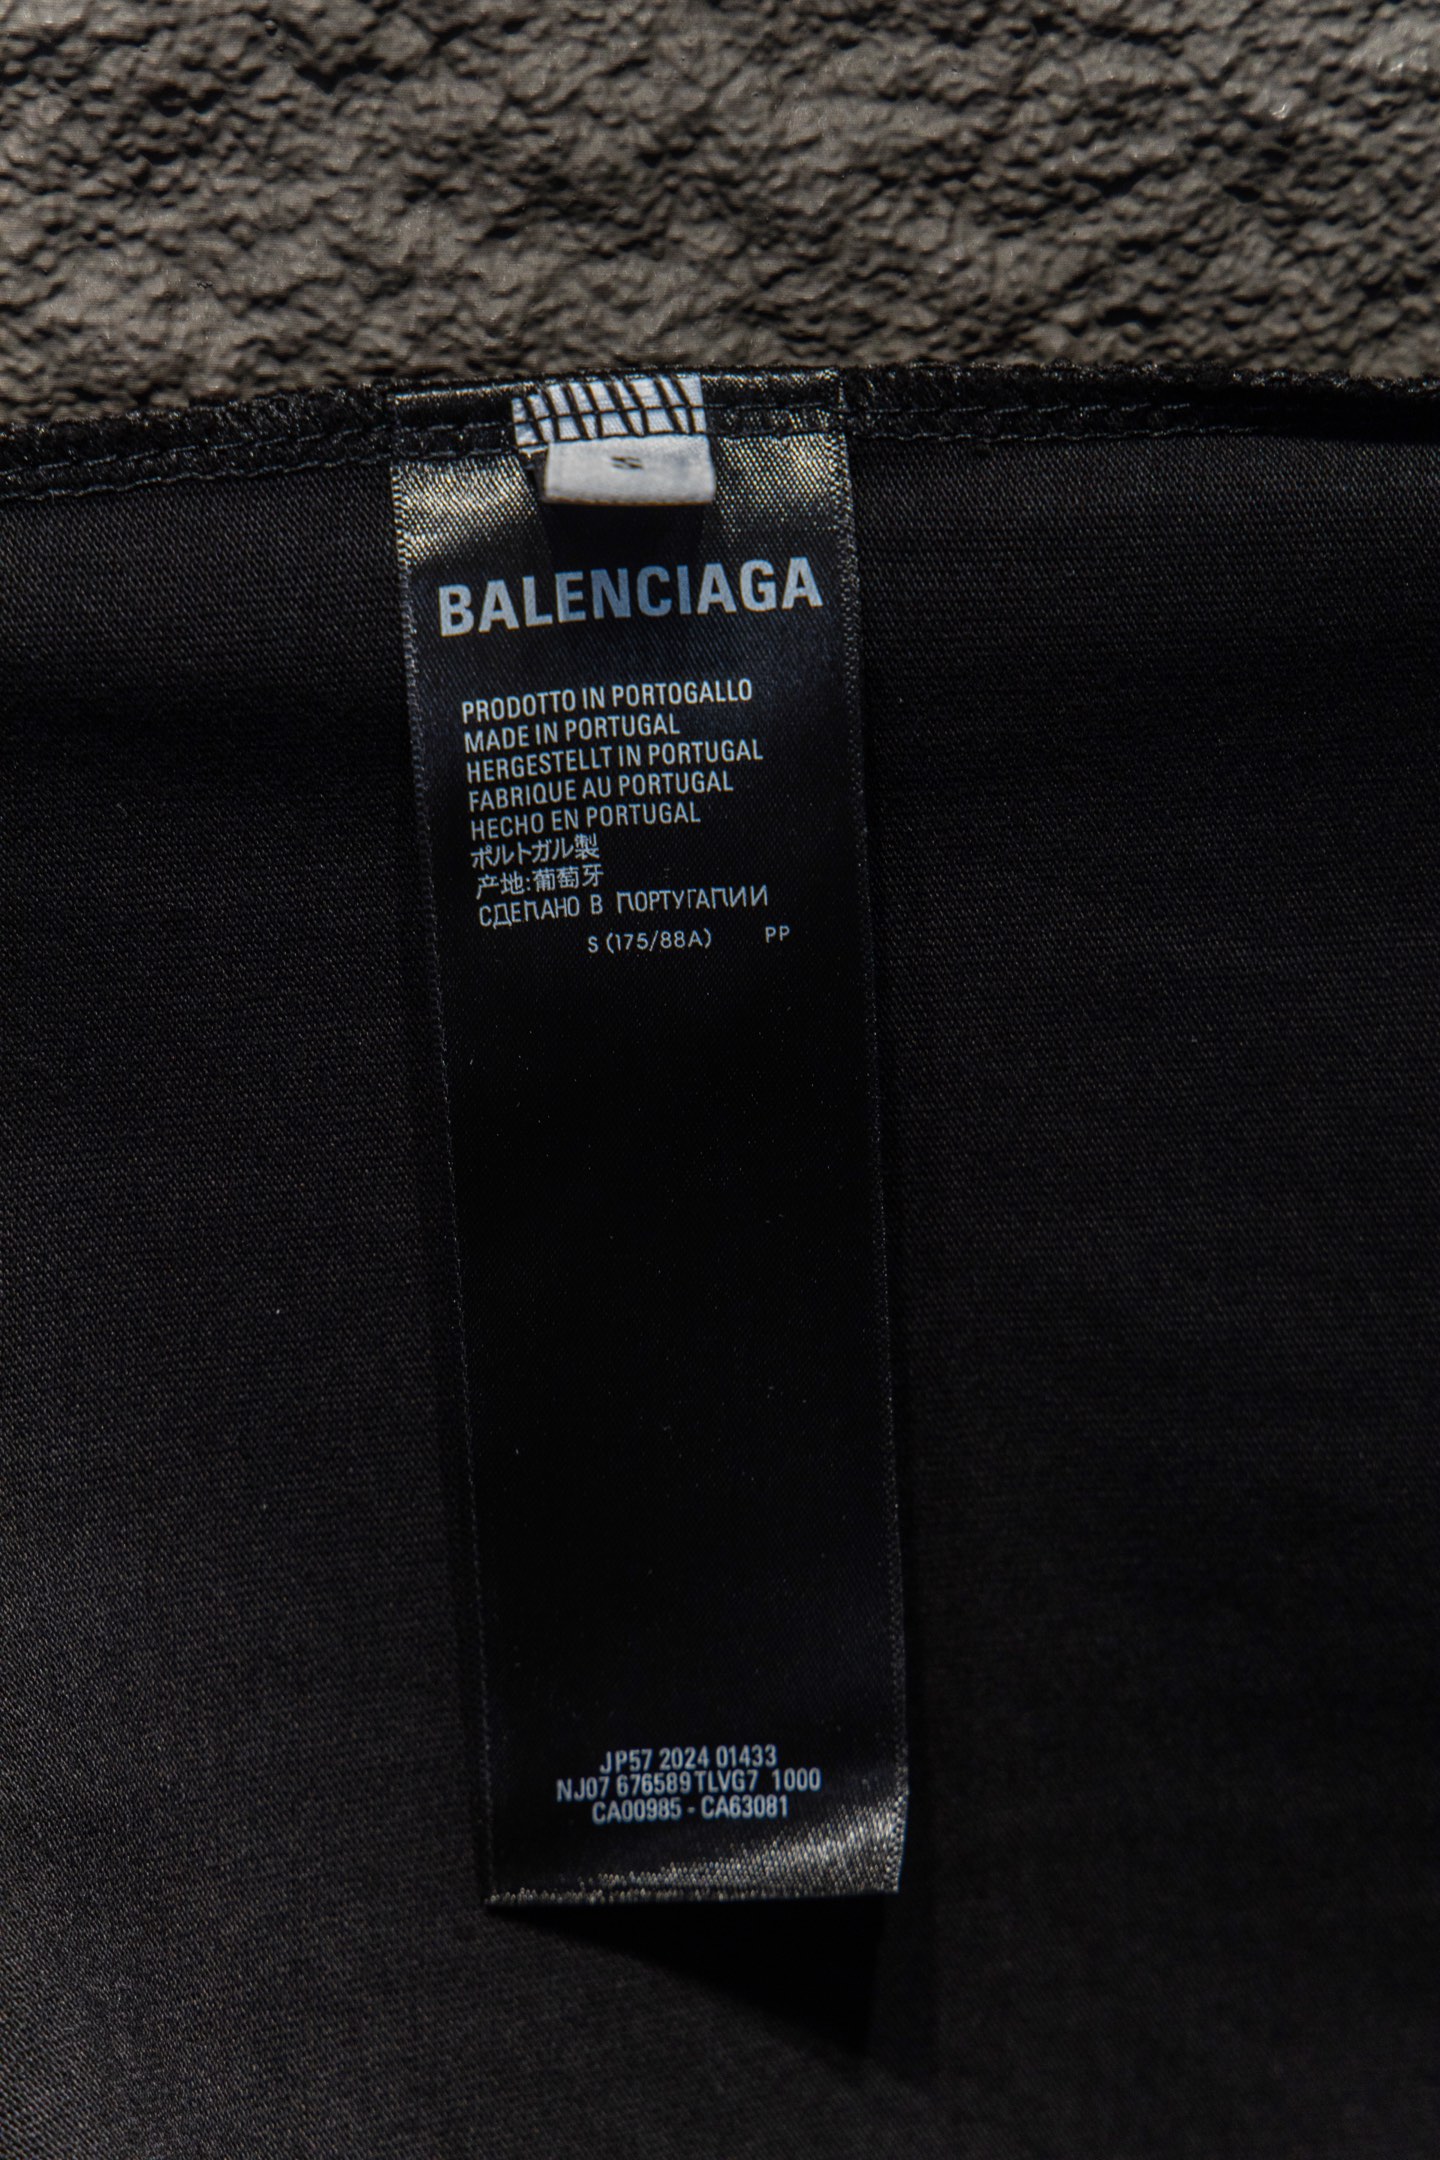 S
BALENCIAGA
PRODOTTO IN PORTOGALLO
MADE IN PORTUGAL
HERGESTELLT IN PORTUGAL
FABRIQUE AU PORTUGAL
HECHO EN PORTUGAL
ポルトガル製
产地:葡萄牙
СДЕЛАНО В ПОРТУГАЛИИ
S (175/88A) PP
JP57 2024 01433
NJ07 676589 TLVG7 1000
CA00985 - CA63081